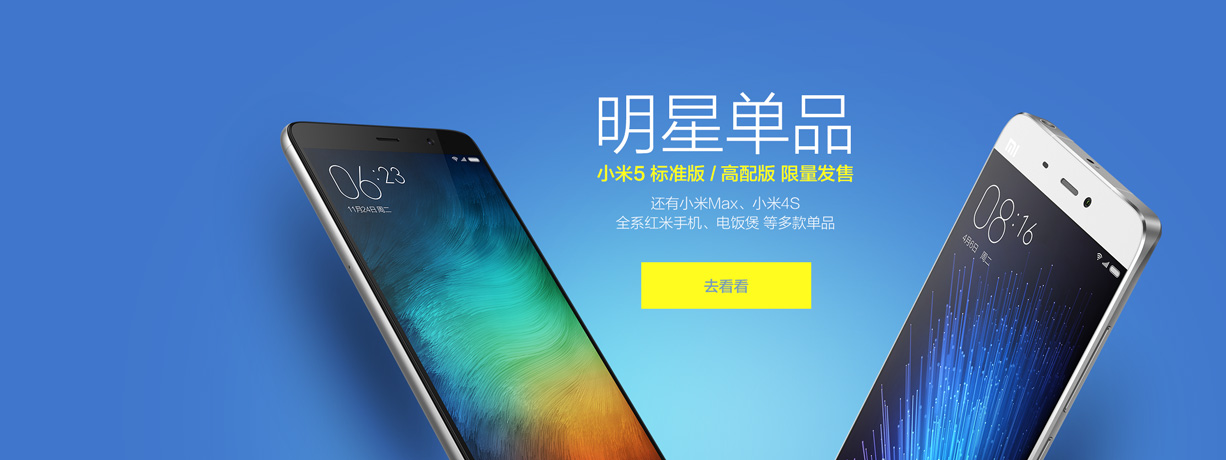 明星单品
小米5 标准版 / 高配版 限量发售
还有小米Max、小米4S
全系红米手机、电饭煲 等多款单品
去看看
06:23
11月24日 周二
mi
08:16
4月6日 周二